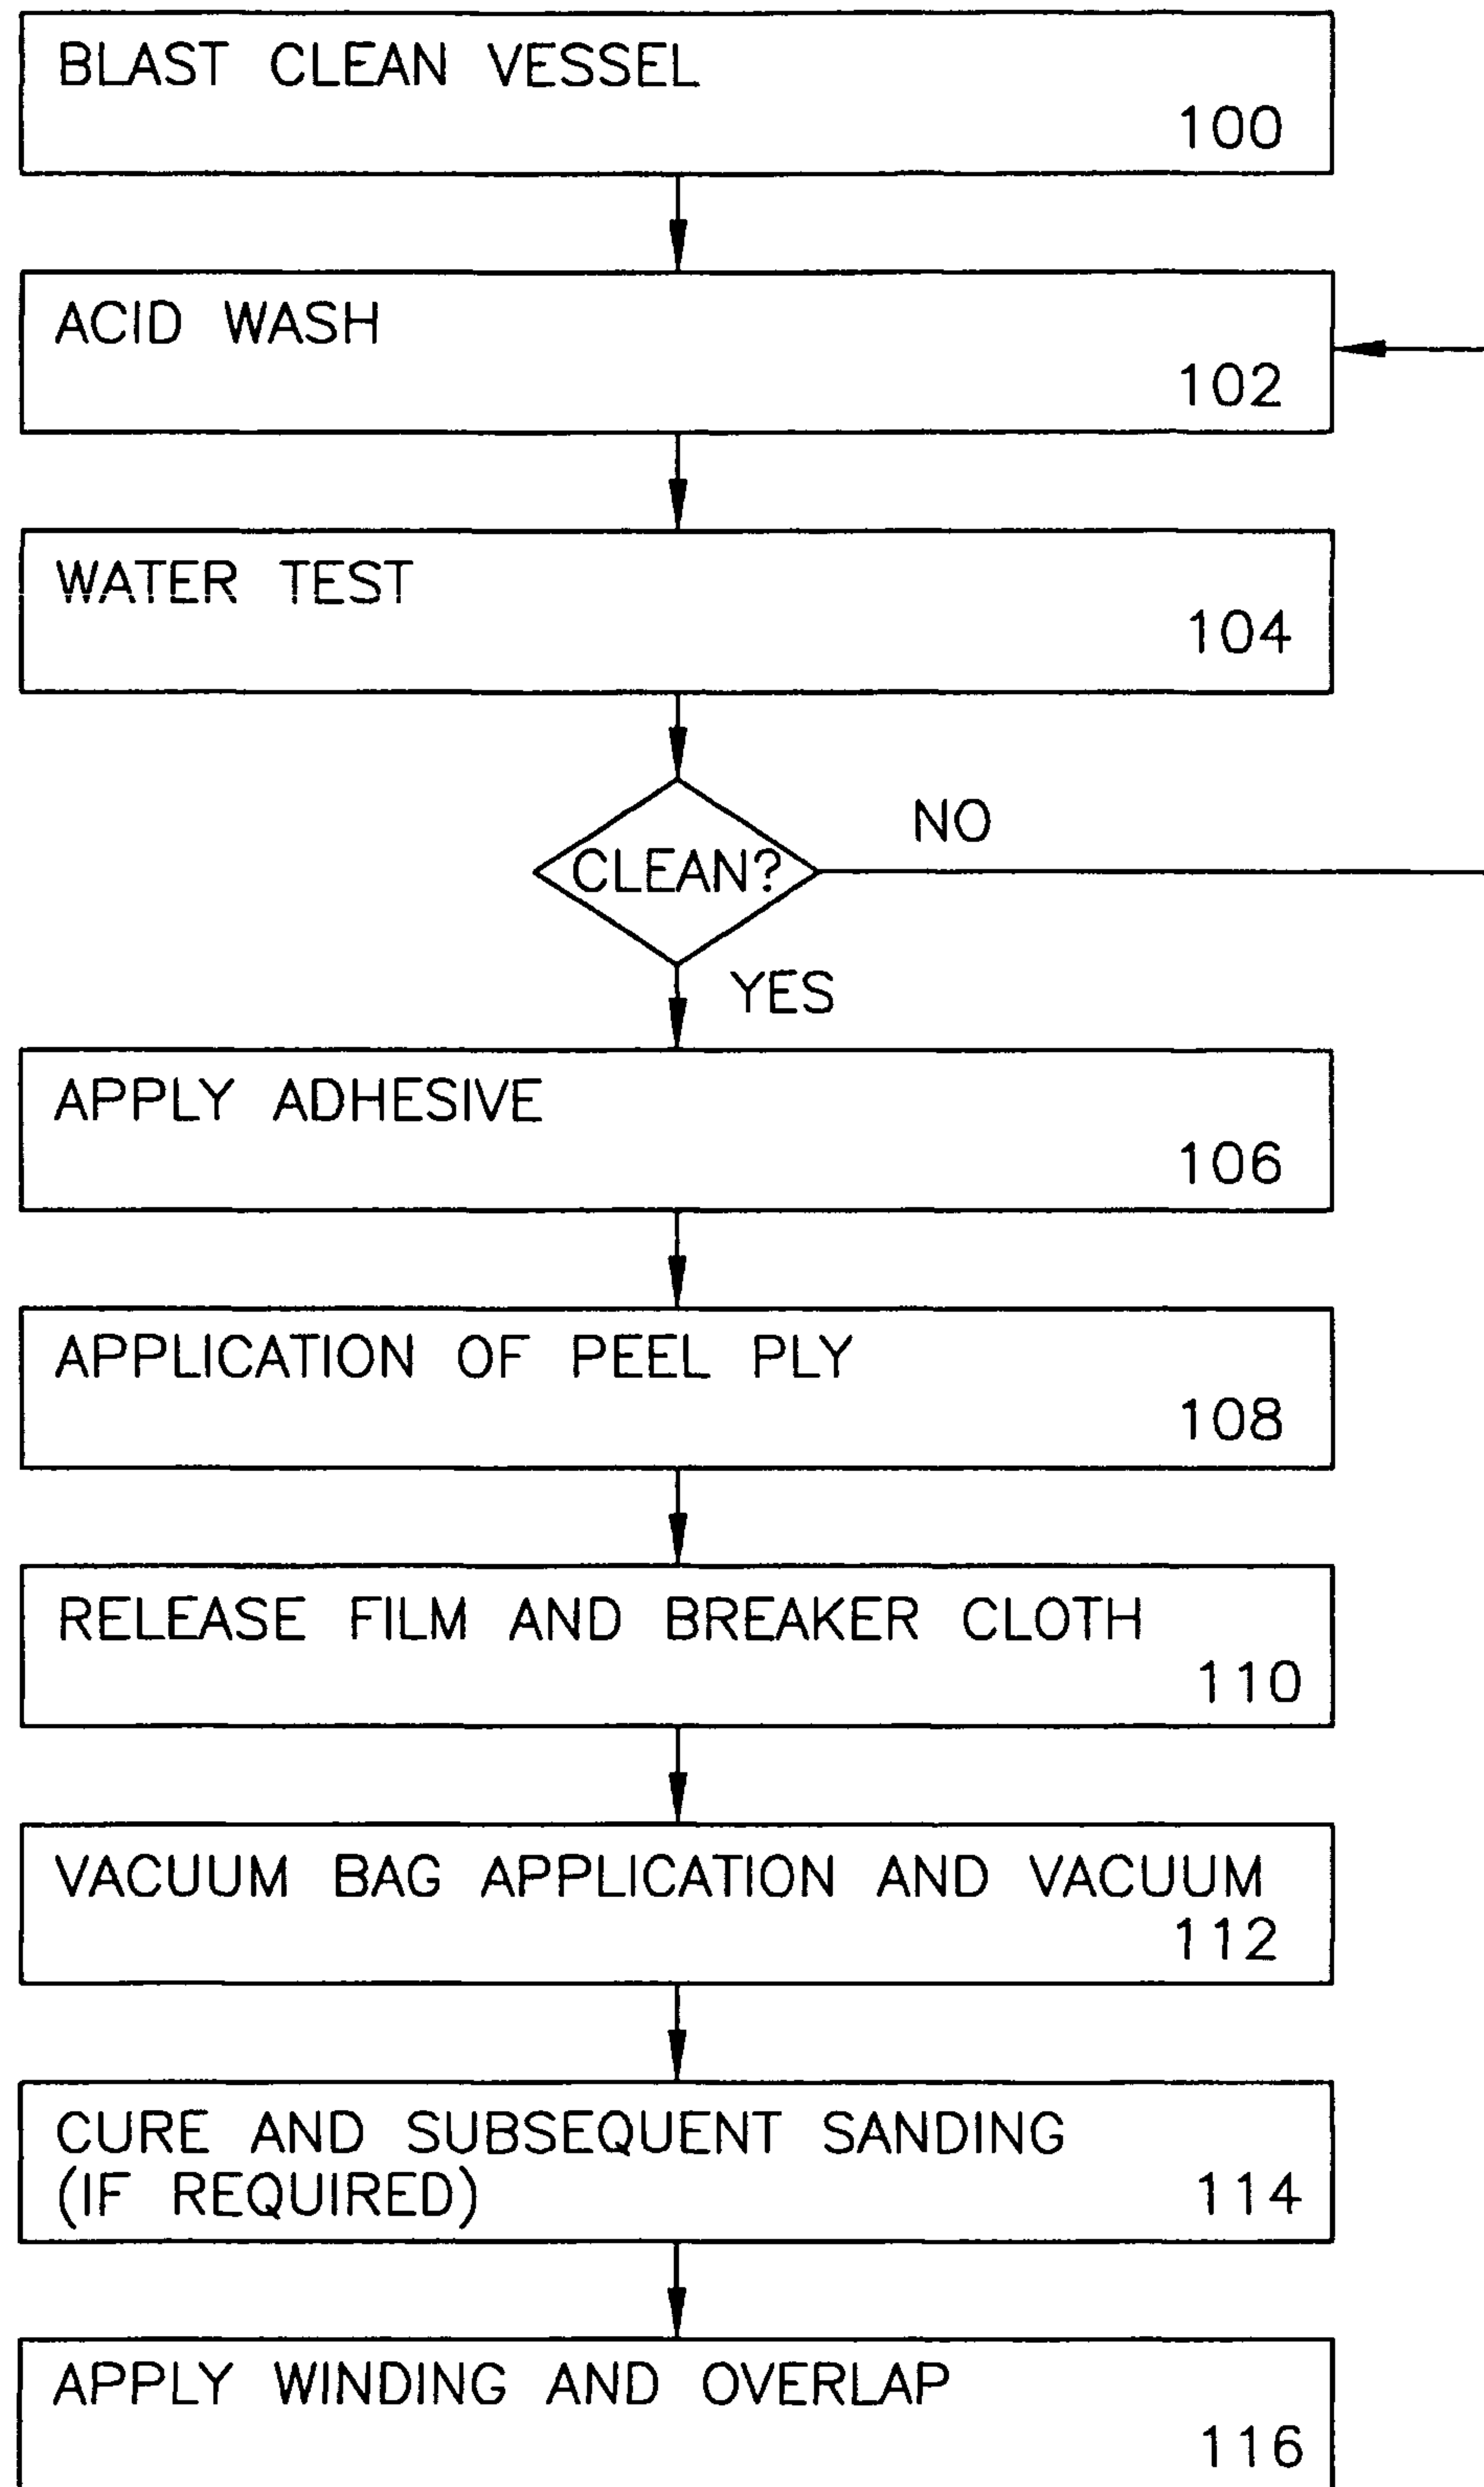 BLAST CLEAN VESSEL
100
ACID WASH
102
WATER TEST
104
CLEAN?
NO
YES
APPLY ADHESIVE
106
APPLICATION OF PEEL PLY
108
RELEASE FILM AND BREAKER CLOTH
110
VACUUM BAG APPLICATION AND VACUUM
112
CURE AND SUBSEQUENT SANDING
(IF REQUIRED)
114
APPLY WINDING AND OVERLAP
116